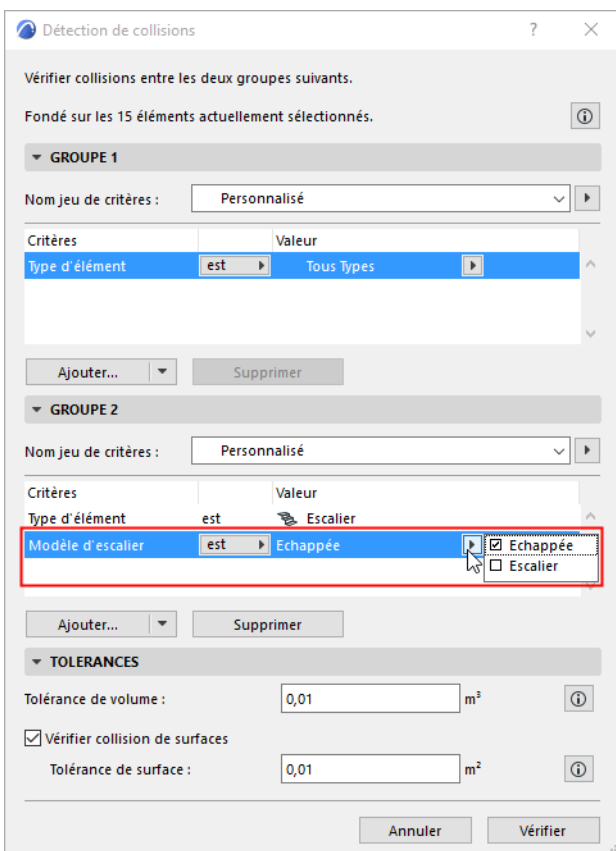 Détection de collisions ?
Vérifier collisions entre les deux groupes suivants.
Fondé sur les 15 éléments actuellement sélectionnés.
GROUPE 1
Nom jeu de critères : Personnalisé
Critères Valeur
Type d'élément est Tous Types
Ajouter... Supprimer
GROUPE 2
Nom jeu de critères : Personnalisé
Critères Valeur
Type d'élément est Escalier
Modèle d'escalier est Echappée Echappée
Escalier
Ajouter... Supprimer
TOLERANCES
Tolérance de volume : 0,01 m³
Vérifier collision de surfaces
Tolérance de surface : 0,01 m²
Annuler Vérifier